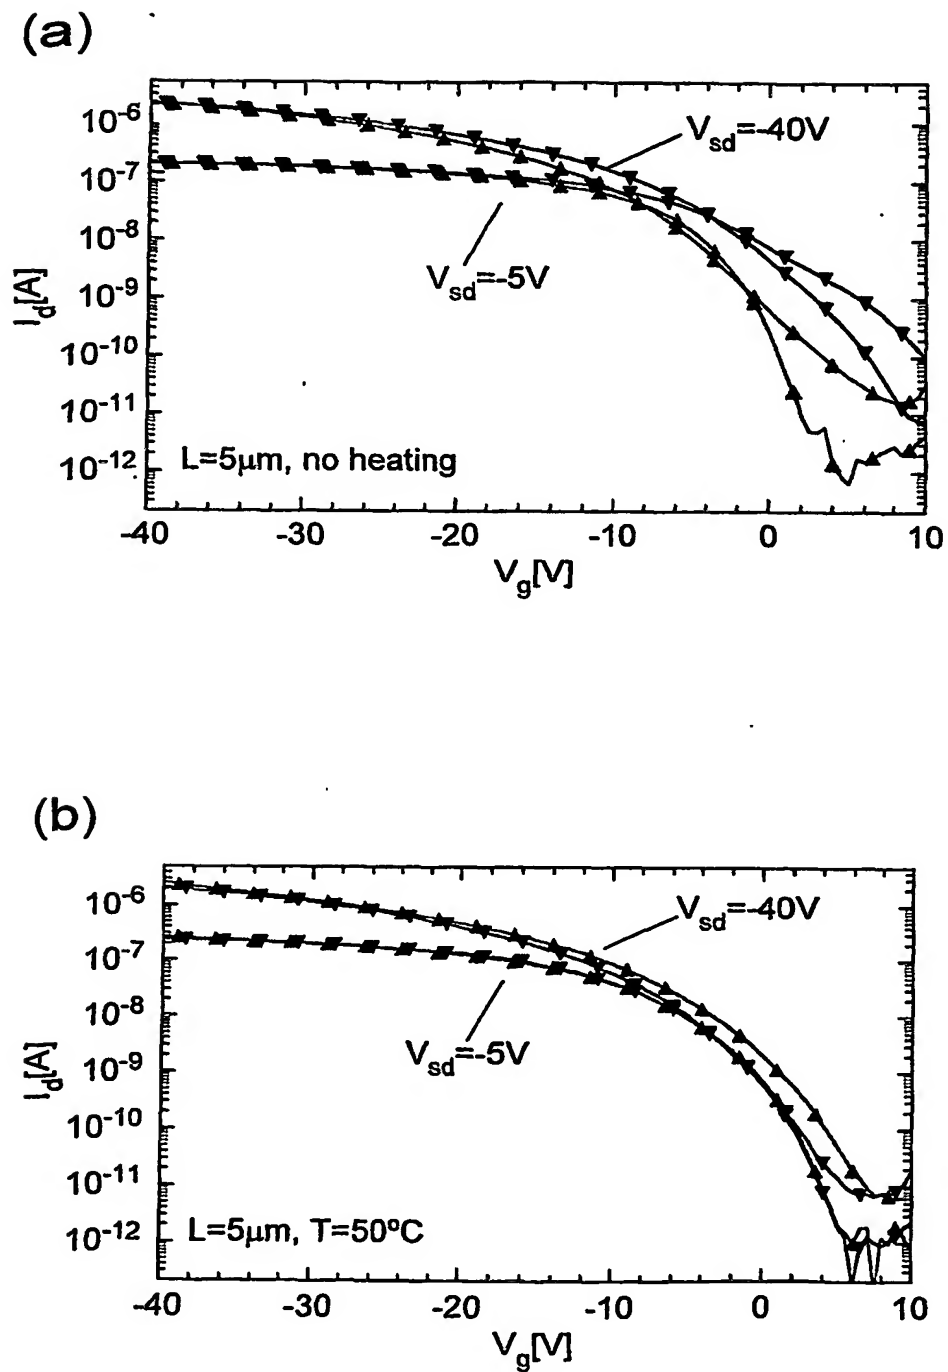 (a)
10⁻⁶
V_sd=-40V
10⁻⁷
10⁻⁸
V_sd=-5V
I_d[A]
10⁻⁹
10⁻¹⁰
10⁻¹¹
L=5μm, no heating
10⁻¹²
-40 -30 -20 -10 0 10
V_g[V]
(b)
10⁻⁶
V_sd=-40V
10⁻⁷
10⁻⁸
V_sd=-5V
I_d[A]
10⁻⁹
10⁻¹⁰
10⁻¹¹
L=5μm, T=50ºC
10⁻¹²
-40 -30 -20 -10 0 10
V_g[V]